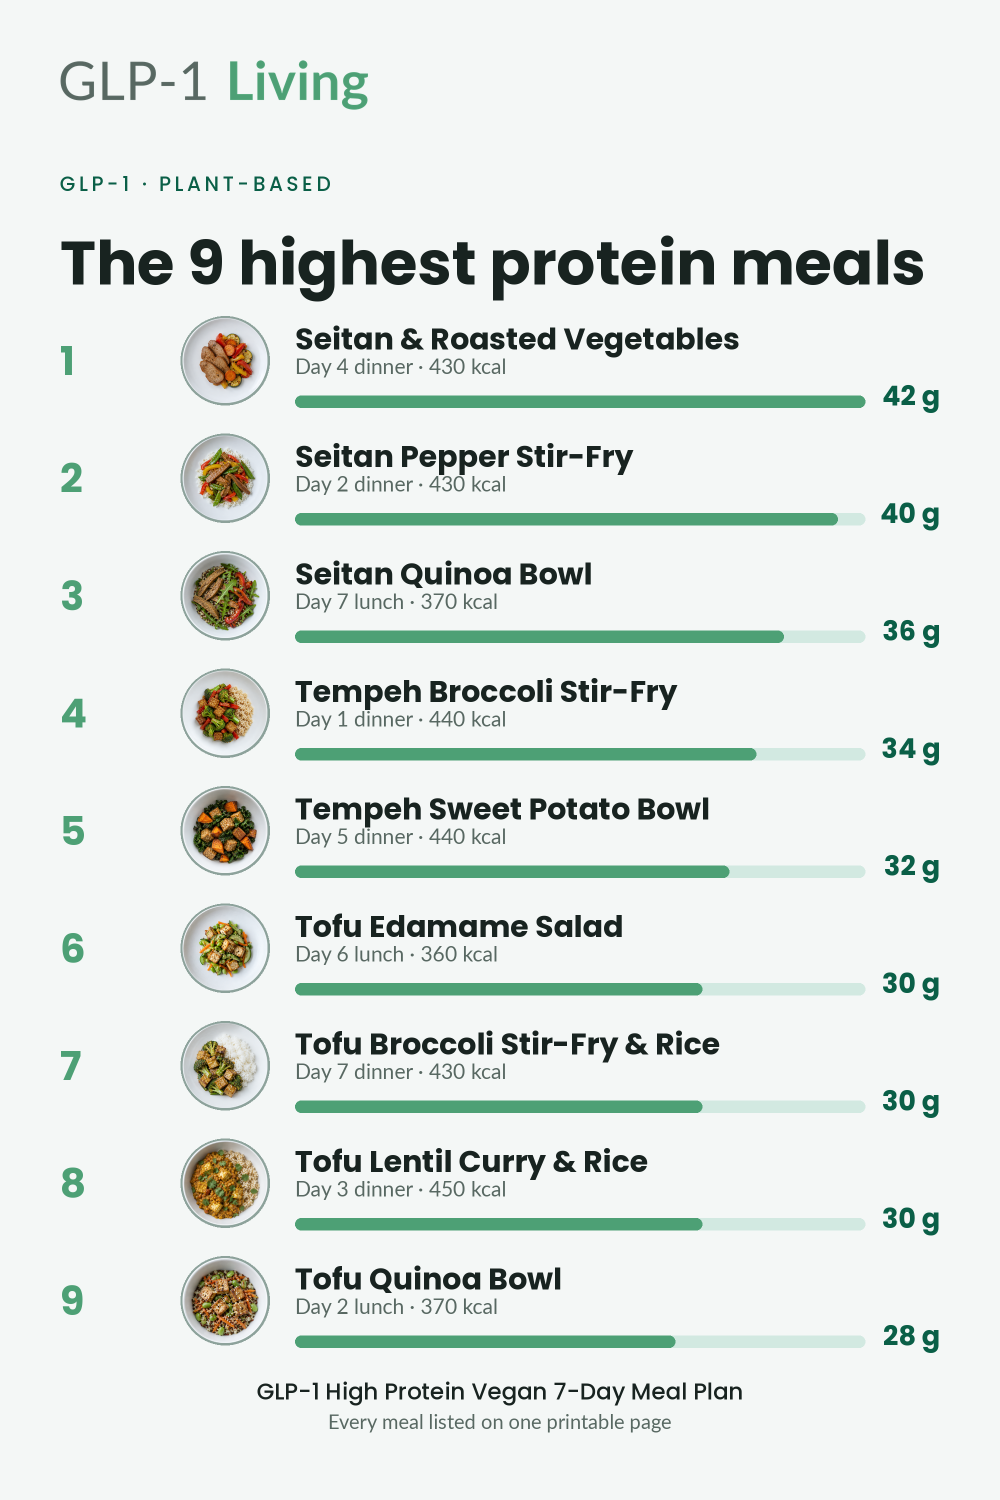 GLP-1 Living
GLP-1 · PLANT-BASED
The 9 highest protein meals
1
Seitan & Roasted Vegetables
Day 4 dinner · 430 kcal
42 g
2
Seitan Pepper Stir-Fry
Day 2 dinner · 430 kcal
40 g
3
Seitan Quinoa Bowl
Day 7 lunch · 370 kcal
36 g
4
Tempeh Broccoli Stir-Fry
Day 1 dinner · 440 kcal
34 g
5
Tempeh Sweet Potato Bowl
Day 5 dinner · 440 kcal
32 g
6
Tofu Edamame Salad
Day 6 lunch · 360 kcal
30 g
7
Tofu Broccoli Stir-Fry & Rice
Day 7 dinner · 430 kcal
30 g
8
Tofu Lentil Curry & Rice
Day 3 dinner · 450 kcal
30 g
9
Tofu Quinoa Bowl
Day 2 lunch · 370 kcal
28 g
GLP-1 High Protein Vegan 7-Day Meal Plan
Every meal listed on one printable page